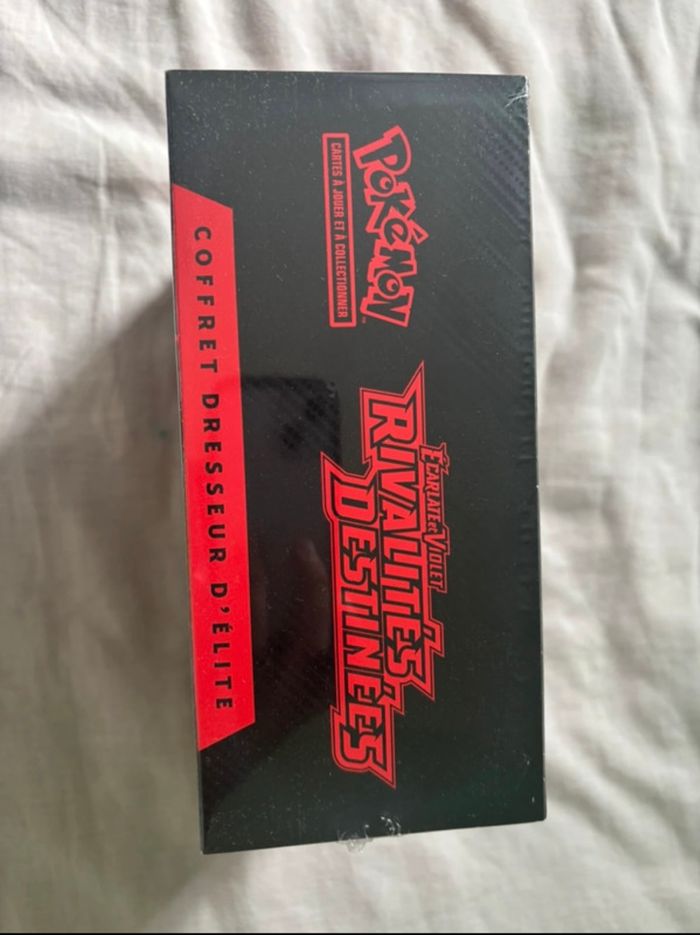 POKÉMON
CARTES À JOUER ET À COLLECTIONNER
ÉCARLATE ET VIOLET
RIVALITÉS
DESTINÉES
COFFRET DRESSEUR D'ÉLITE